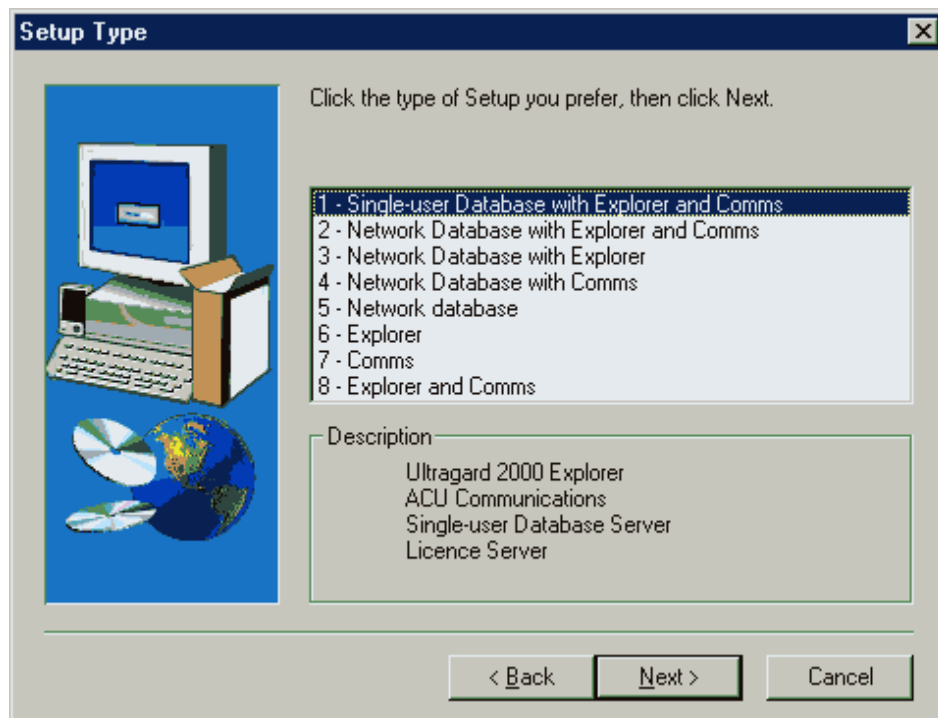 Setup Type
Click the type of Setup you prefer, then click Next.
1 - Single-user Database with Explorer and Comms
2 - Network Database with Explorer and Comms
3 - Network Database with Explorer
4 - Network Database with Comms
5 - Network database
6 - Explorer
7 - Comms
8 - Explorer and Comms
Description
Ultragard 2000 Explorer
ACU Communications
Single-user Database Server
Licence Server
< Back
Next >
Cancel